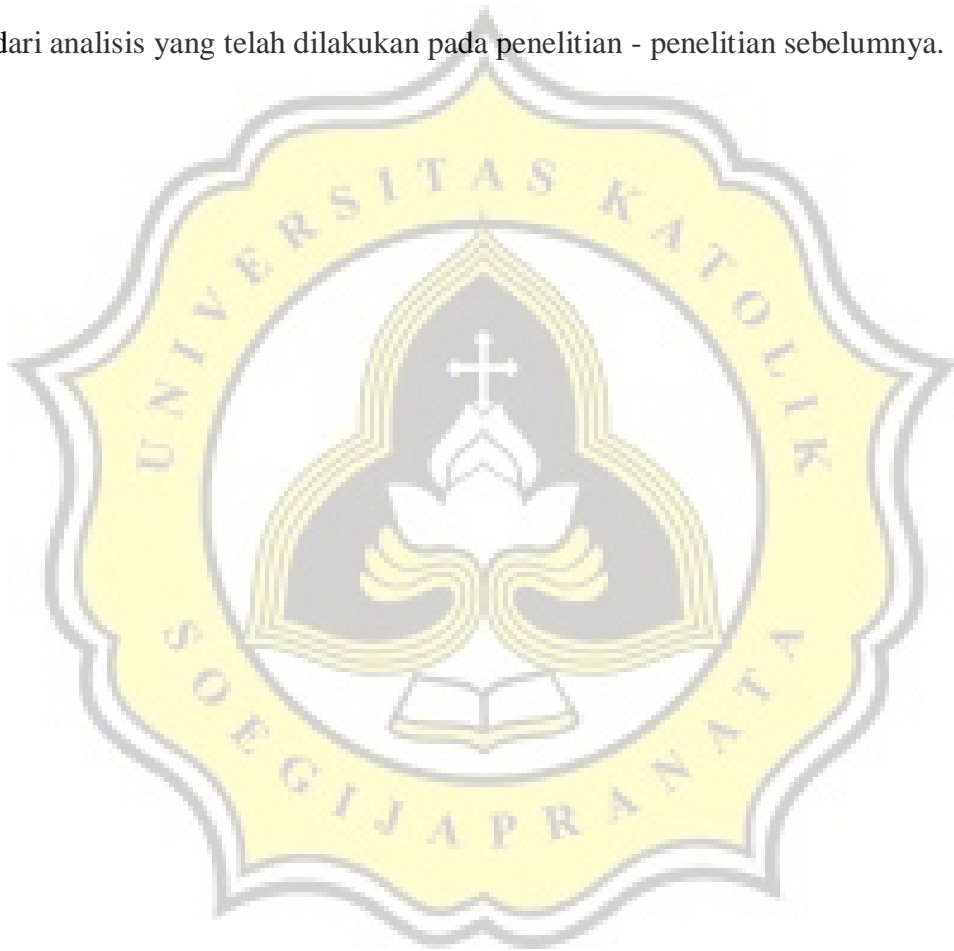 dari analisis yang telah dilakukan pada penelitian - penelitian sebelumnya.
UNIVERSITAS KATOLIK
SOEGIJAPRANATA